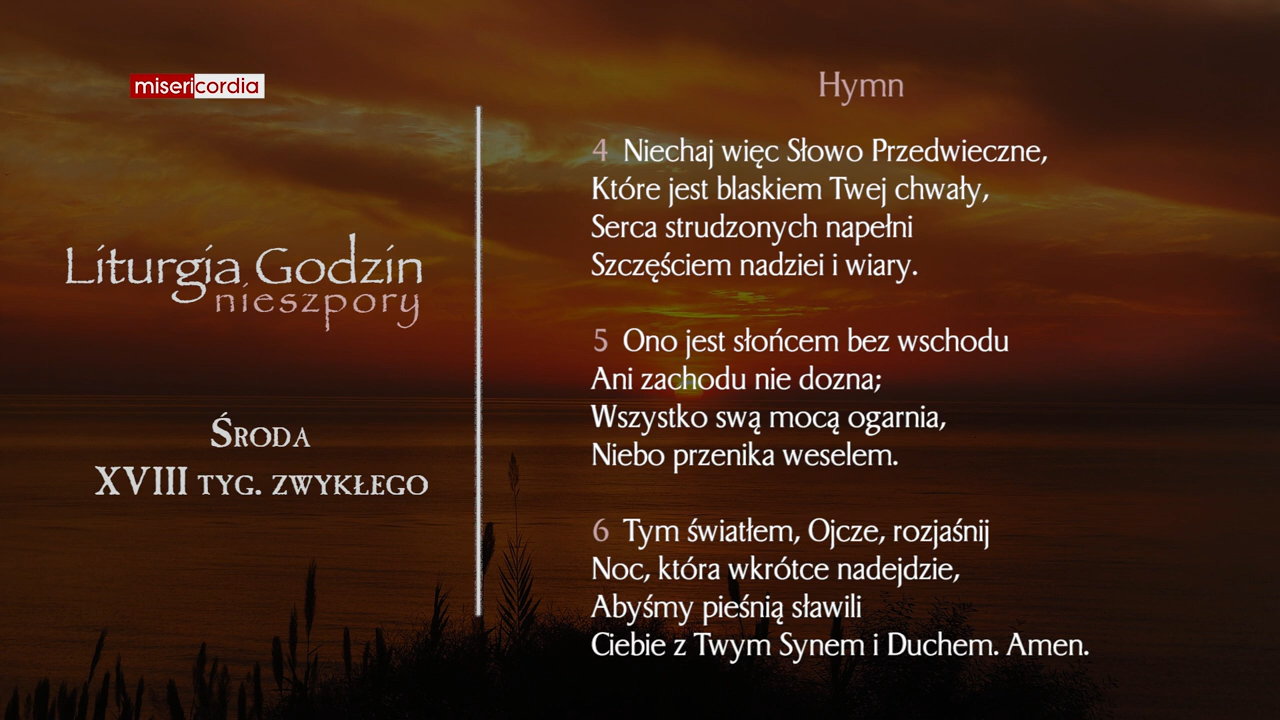 misericordia
Liturgia Godzin
nieszpory
Środa
XVIII tyg. zwykłego
Hymn
4 Niechaj więc Słowo Przedwieczne,
Które jest blaskiem Twej chwały,
Serca strudzonych napełni
Szczęściem nadziei i wiary.
5 Ono jest słońcem bez wschodu
Ani zachodu nie dozna;
Wszystko swą mocą ogarnia,
Niebo przenika weselem.
6 Tym światłem, Ojcze, rozjaśnij
Noc, która wkrótce nadejdzie,
Abyśmy pieśnią sławili
Ciebie z Twym Synem i Duchem. Amen.